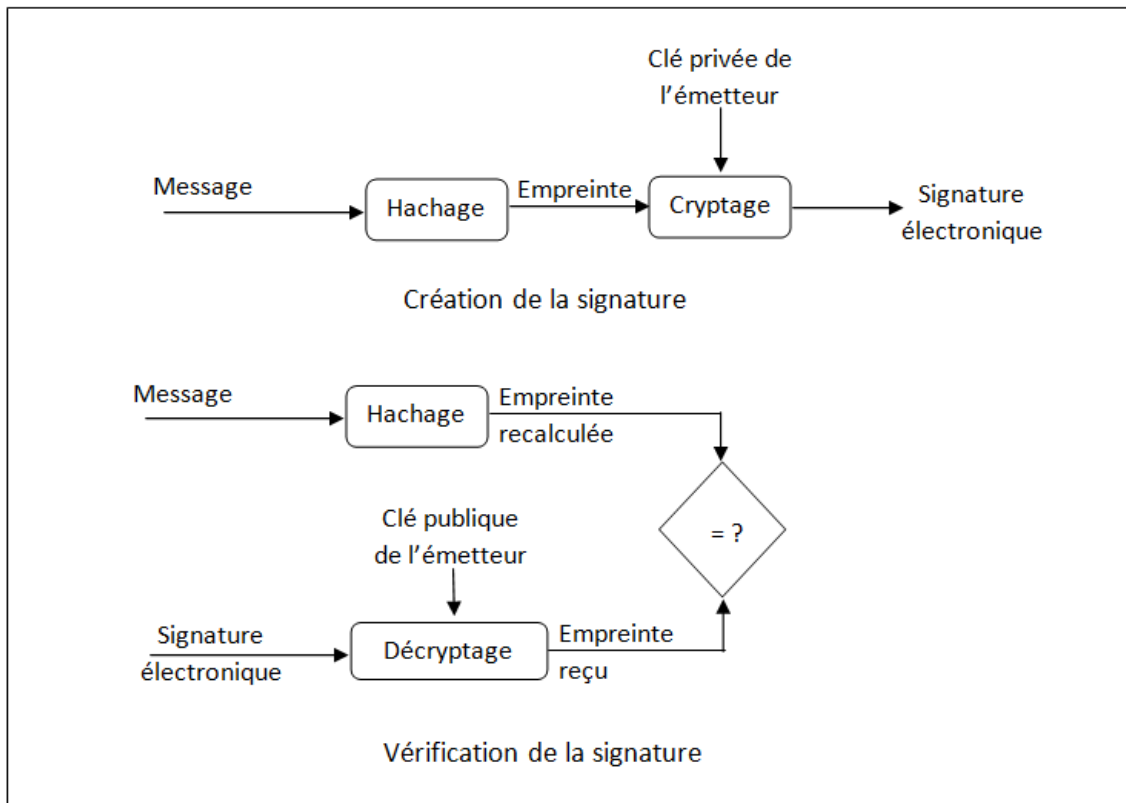 Clé privée de
l’émetteur
Message
Hachage
Empreinte
Cryptage
Signature
électronique
Création de la signature
Message
Hachage
Empreinte
recalculée
= ?
Clé publique
de l’émetteur
Signature
électronique
Décryptage
Empreinte
reçu
Vérification de la signature